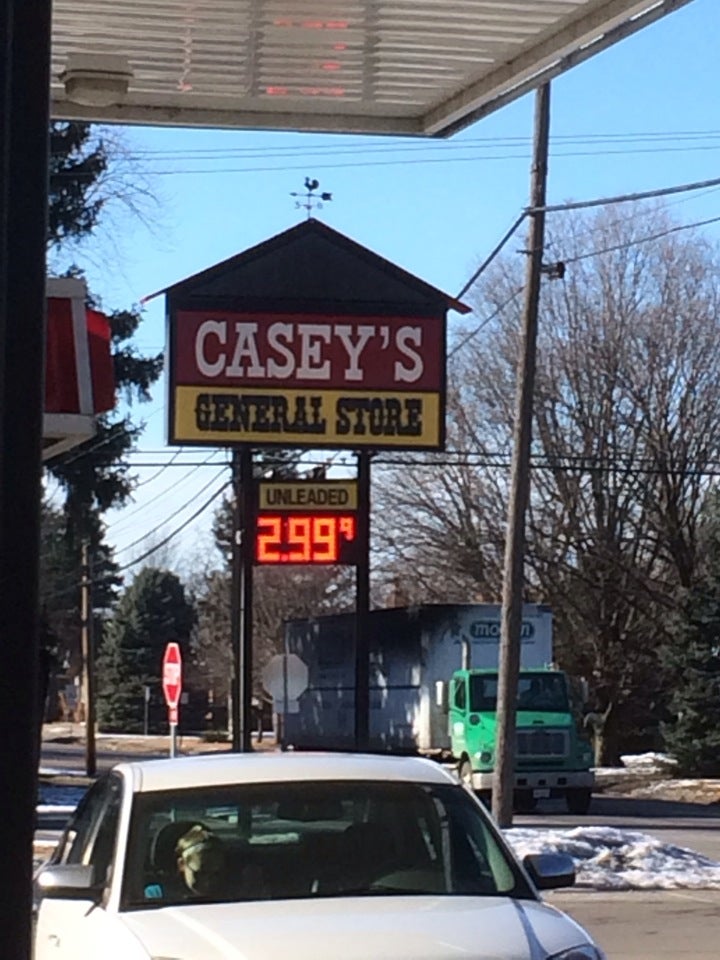 CASEY'S
GENERAL STORE
UNLEADED
2.99⁹
STOP